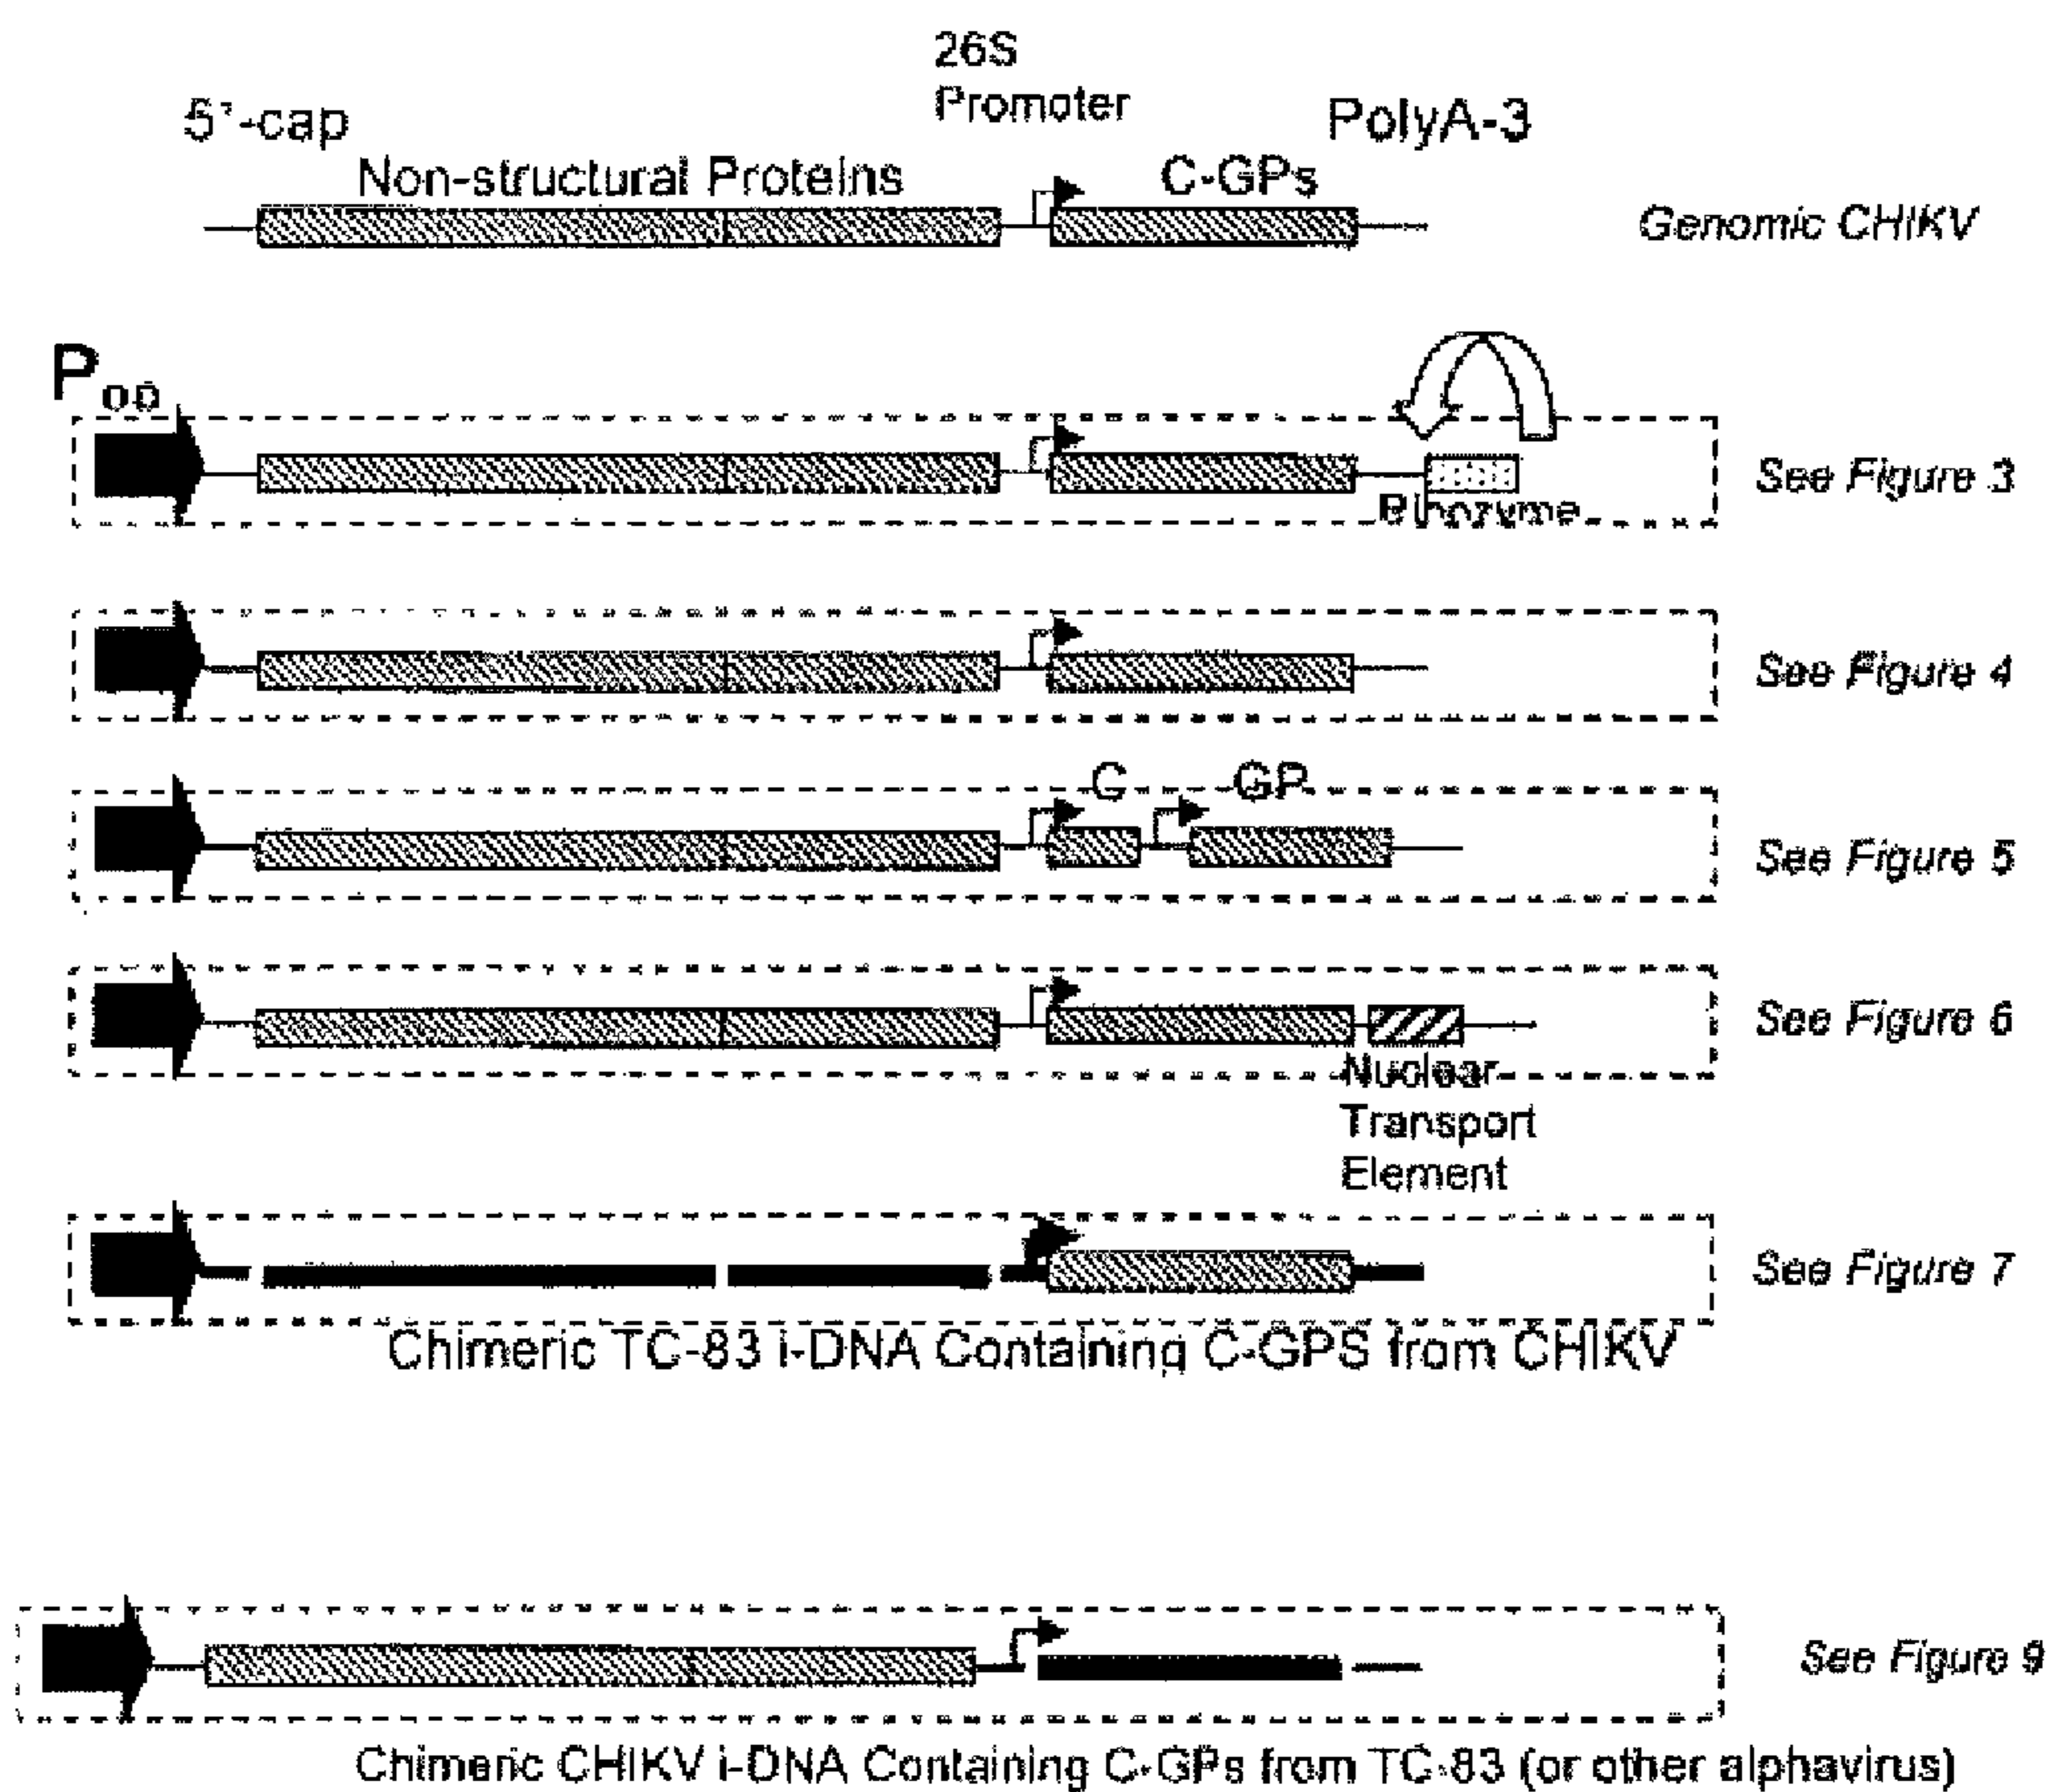 26S
Promoter
5'-cap
PolyA-3
Non-structural Proteins
C-GPs
Genomic CHIKV
Pop
See Figure 3
Ribozyme
See Figure 4
C GP
See Figure 5
See Figure 6
Nuclear
Transport
Element
See Figure 7
Chimeric TC-83 i-DNA Containing C-GPS from CHIKV
See Figure 9
Chimeric CHIKV i-DNA Containing C-GPs from TC-83 (or other alphavirus)